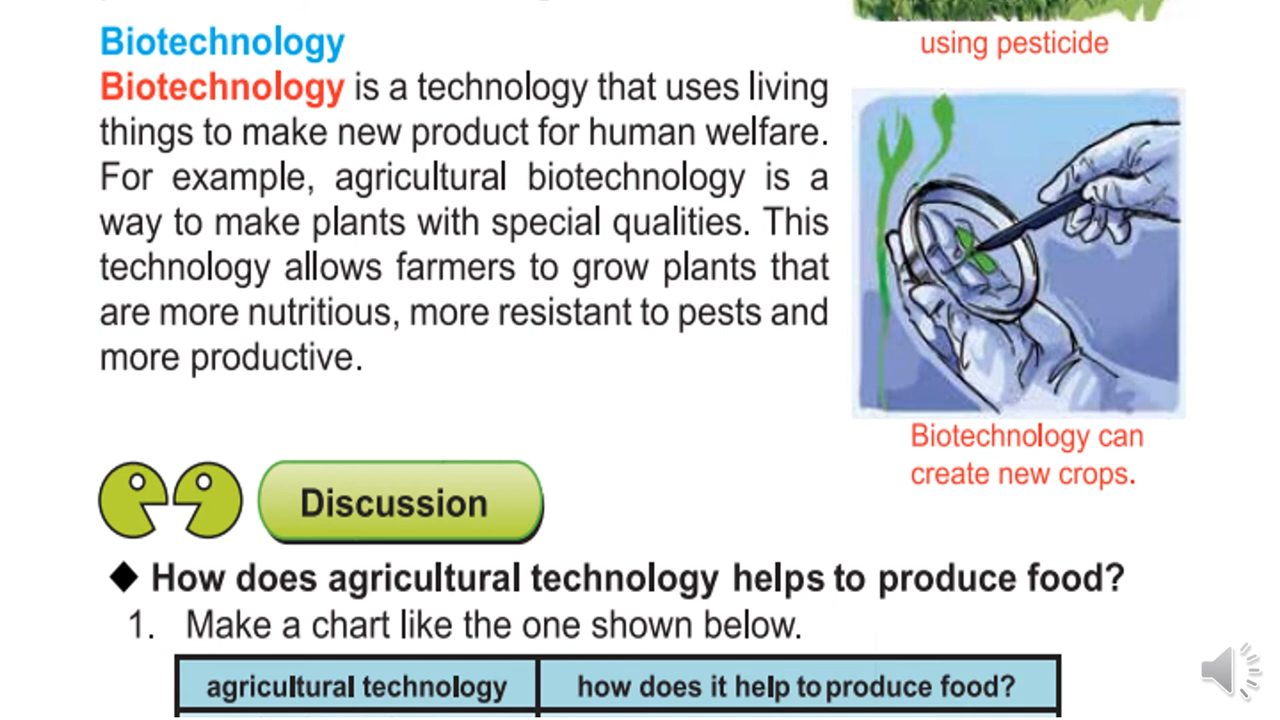 using pesticide
Biotechnology
Biotechnology is a technology that uses living
things to make new product for human welfare.
For example, agricultural biotechnology is a
way to make plants with special qualities. This
technology allows farmers to grow plants that
are more nutritious, more resistant to pests and
more productive.
Biotechnology can
create new crops.
Discussion
◆ How does agricultural technology helps to produce food?
1. Make a chart like the one shown below.
agricultural technology how does it help to produce food?